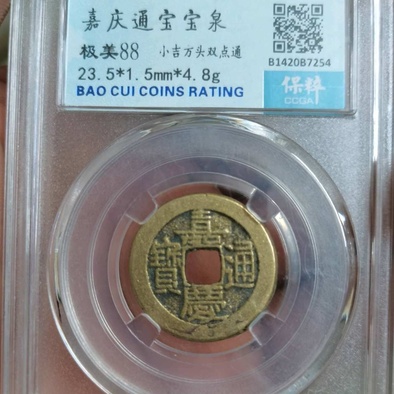 嘉庆通宝宝泉
极美88 小吉万头双点通
23.5*1.5mm*4.8g
BAO CUI COINS RATING
B1420B7254
保粹
CCGA
嘉慶通寶